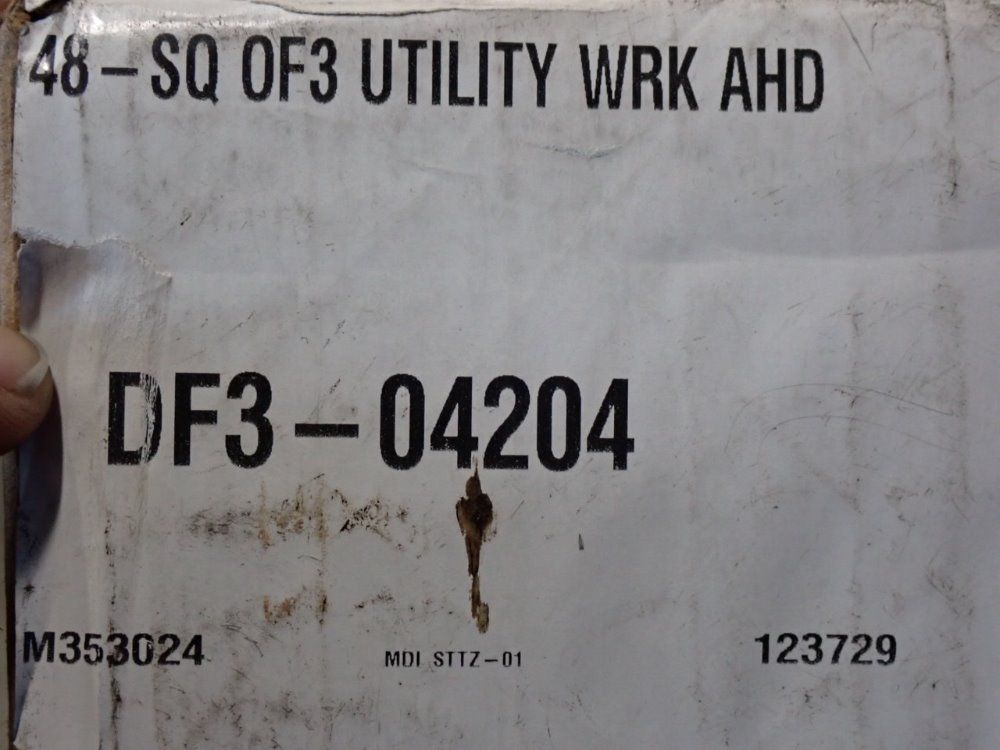 48-SQ OF3 UTILITY WRK AHD
DF3-04204
M353024 MDI STTZ-01 123729